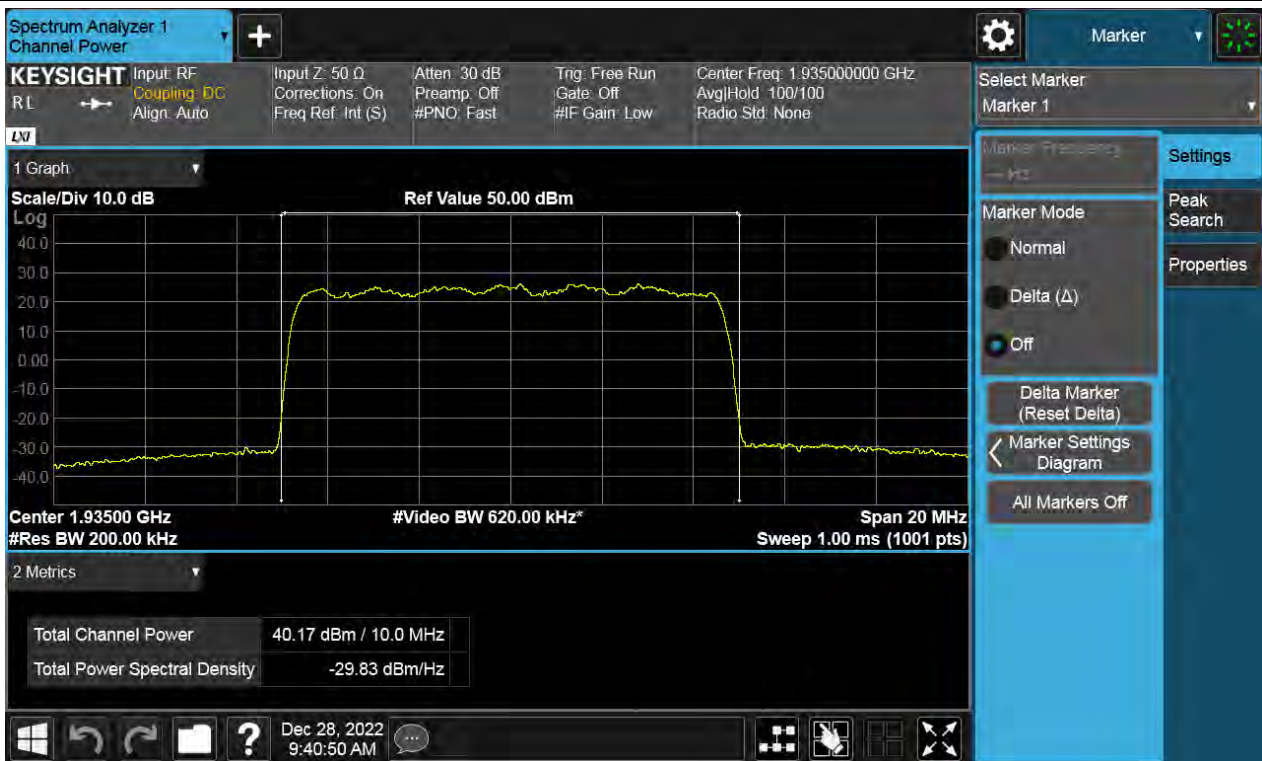 Spectrum Analyzer 1
Channel Power
+
Marker
KEYSIGHT
RL
LXI
Input: RF
Coupling: DC
Align: Auto
Input Z: 50 Ω
Corrections: On
Freq Ref: Int (S)
Atten: 30 dB
Preamp: Off
#PNO: Fast
Trig: Free Run
Gate: Off
#IF Gain: Low
Center Freq: 1.935000000 GHz
Avg|Hold: 100/100
Radio Std: None
Select Marker
Marker 1
1 Graph
Scale/Div 10.0 dB
Ref Value 50.00 dBm
Log
40.0
30.0
20.0
10.0
0.00
-10.0
-20.0
-30.0
-40.0
Center 1.93500 GHz
#Video BW 620.00 kHz*
Span 20 MHz
#Res BW 200.00 kHz
Sweep 1.00 ms (1001 pts)
Marker Frequency
--- Hz
Marker Mode
Normal
Delta (Δ)
Off
Delta Marker
(Reset Delta)
Marker Settings
Diagram
All Markers Off
Settings
Peak
Search
Properties
2 Metrics
Total Channel Power 40.17 dBm / 10.0 MHz
Total Power Spectral Density -29.83 dBm/Hz
?
Dec 28, 2022
9:40:50 AM